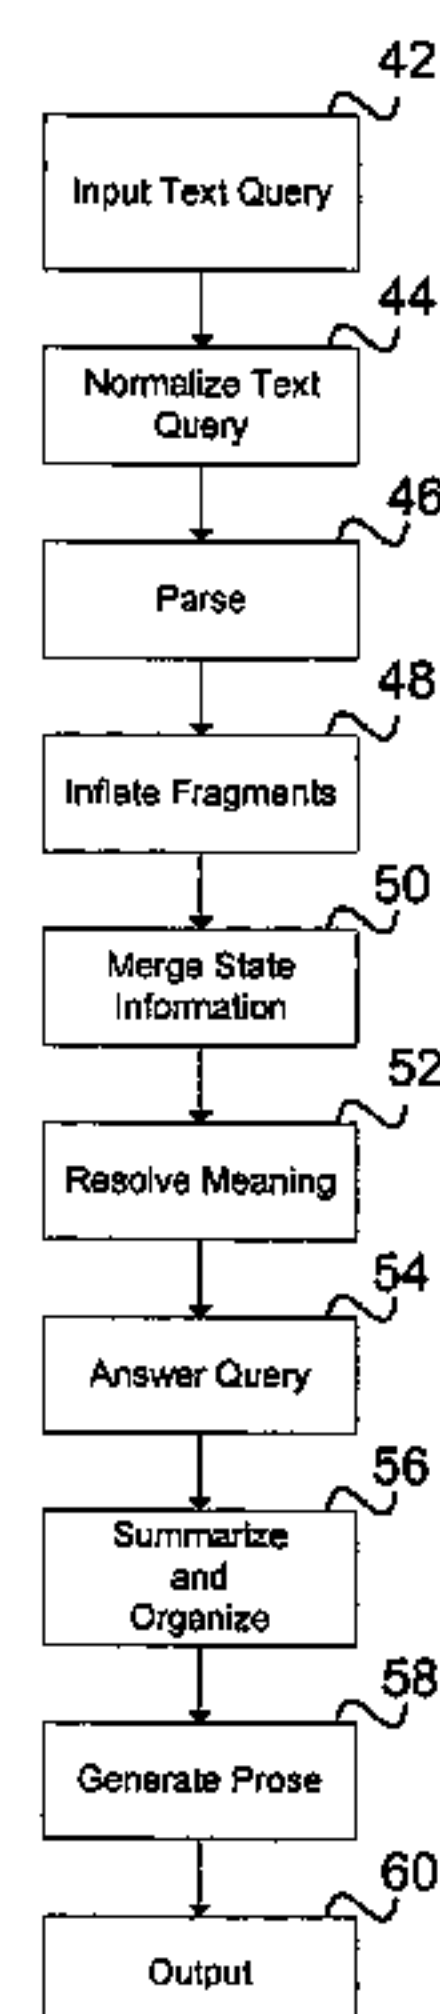 42
Input Text Query
44
Normalize Text
Query
46
Parse
48
Inflate Fragments
50
Merge State
Information
52
Resolve Meaning
54
Answer Query
56
Summarize
and
Organize
58
Generate Prose
60
Output